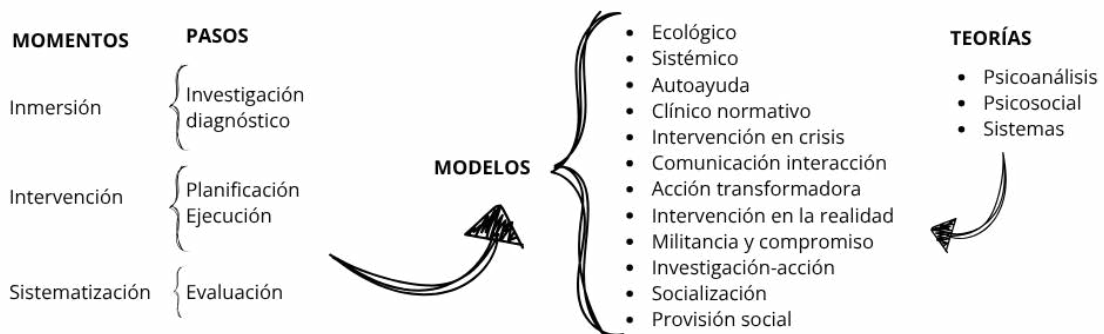 MOMENTOS
PASOS
Inmersión
Investigación
diagnóstico
Intervención
Planificación
Ejecución
Sistematización
Evaluación
MODELOS
• Ecológico
• Sistémico
• Autoayuda
• Clínico normativo
• Intervención en crisis
• Comunicación interacción
• Acción transformadora
• Intervención en la realidad
• Militancia y compromiso
• Investigación-acción
• Socialización
• Provisión social
TEORÍAS
• Psicoanálisis
• Psicosocial
• Sistemas